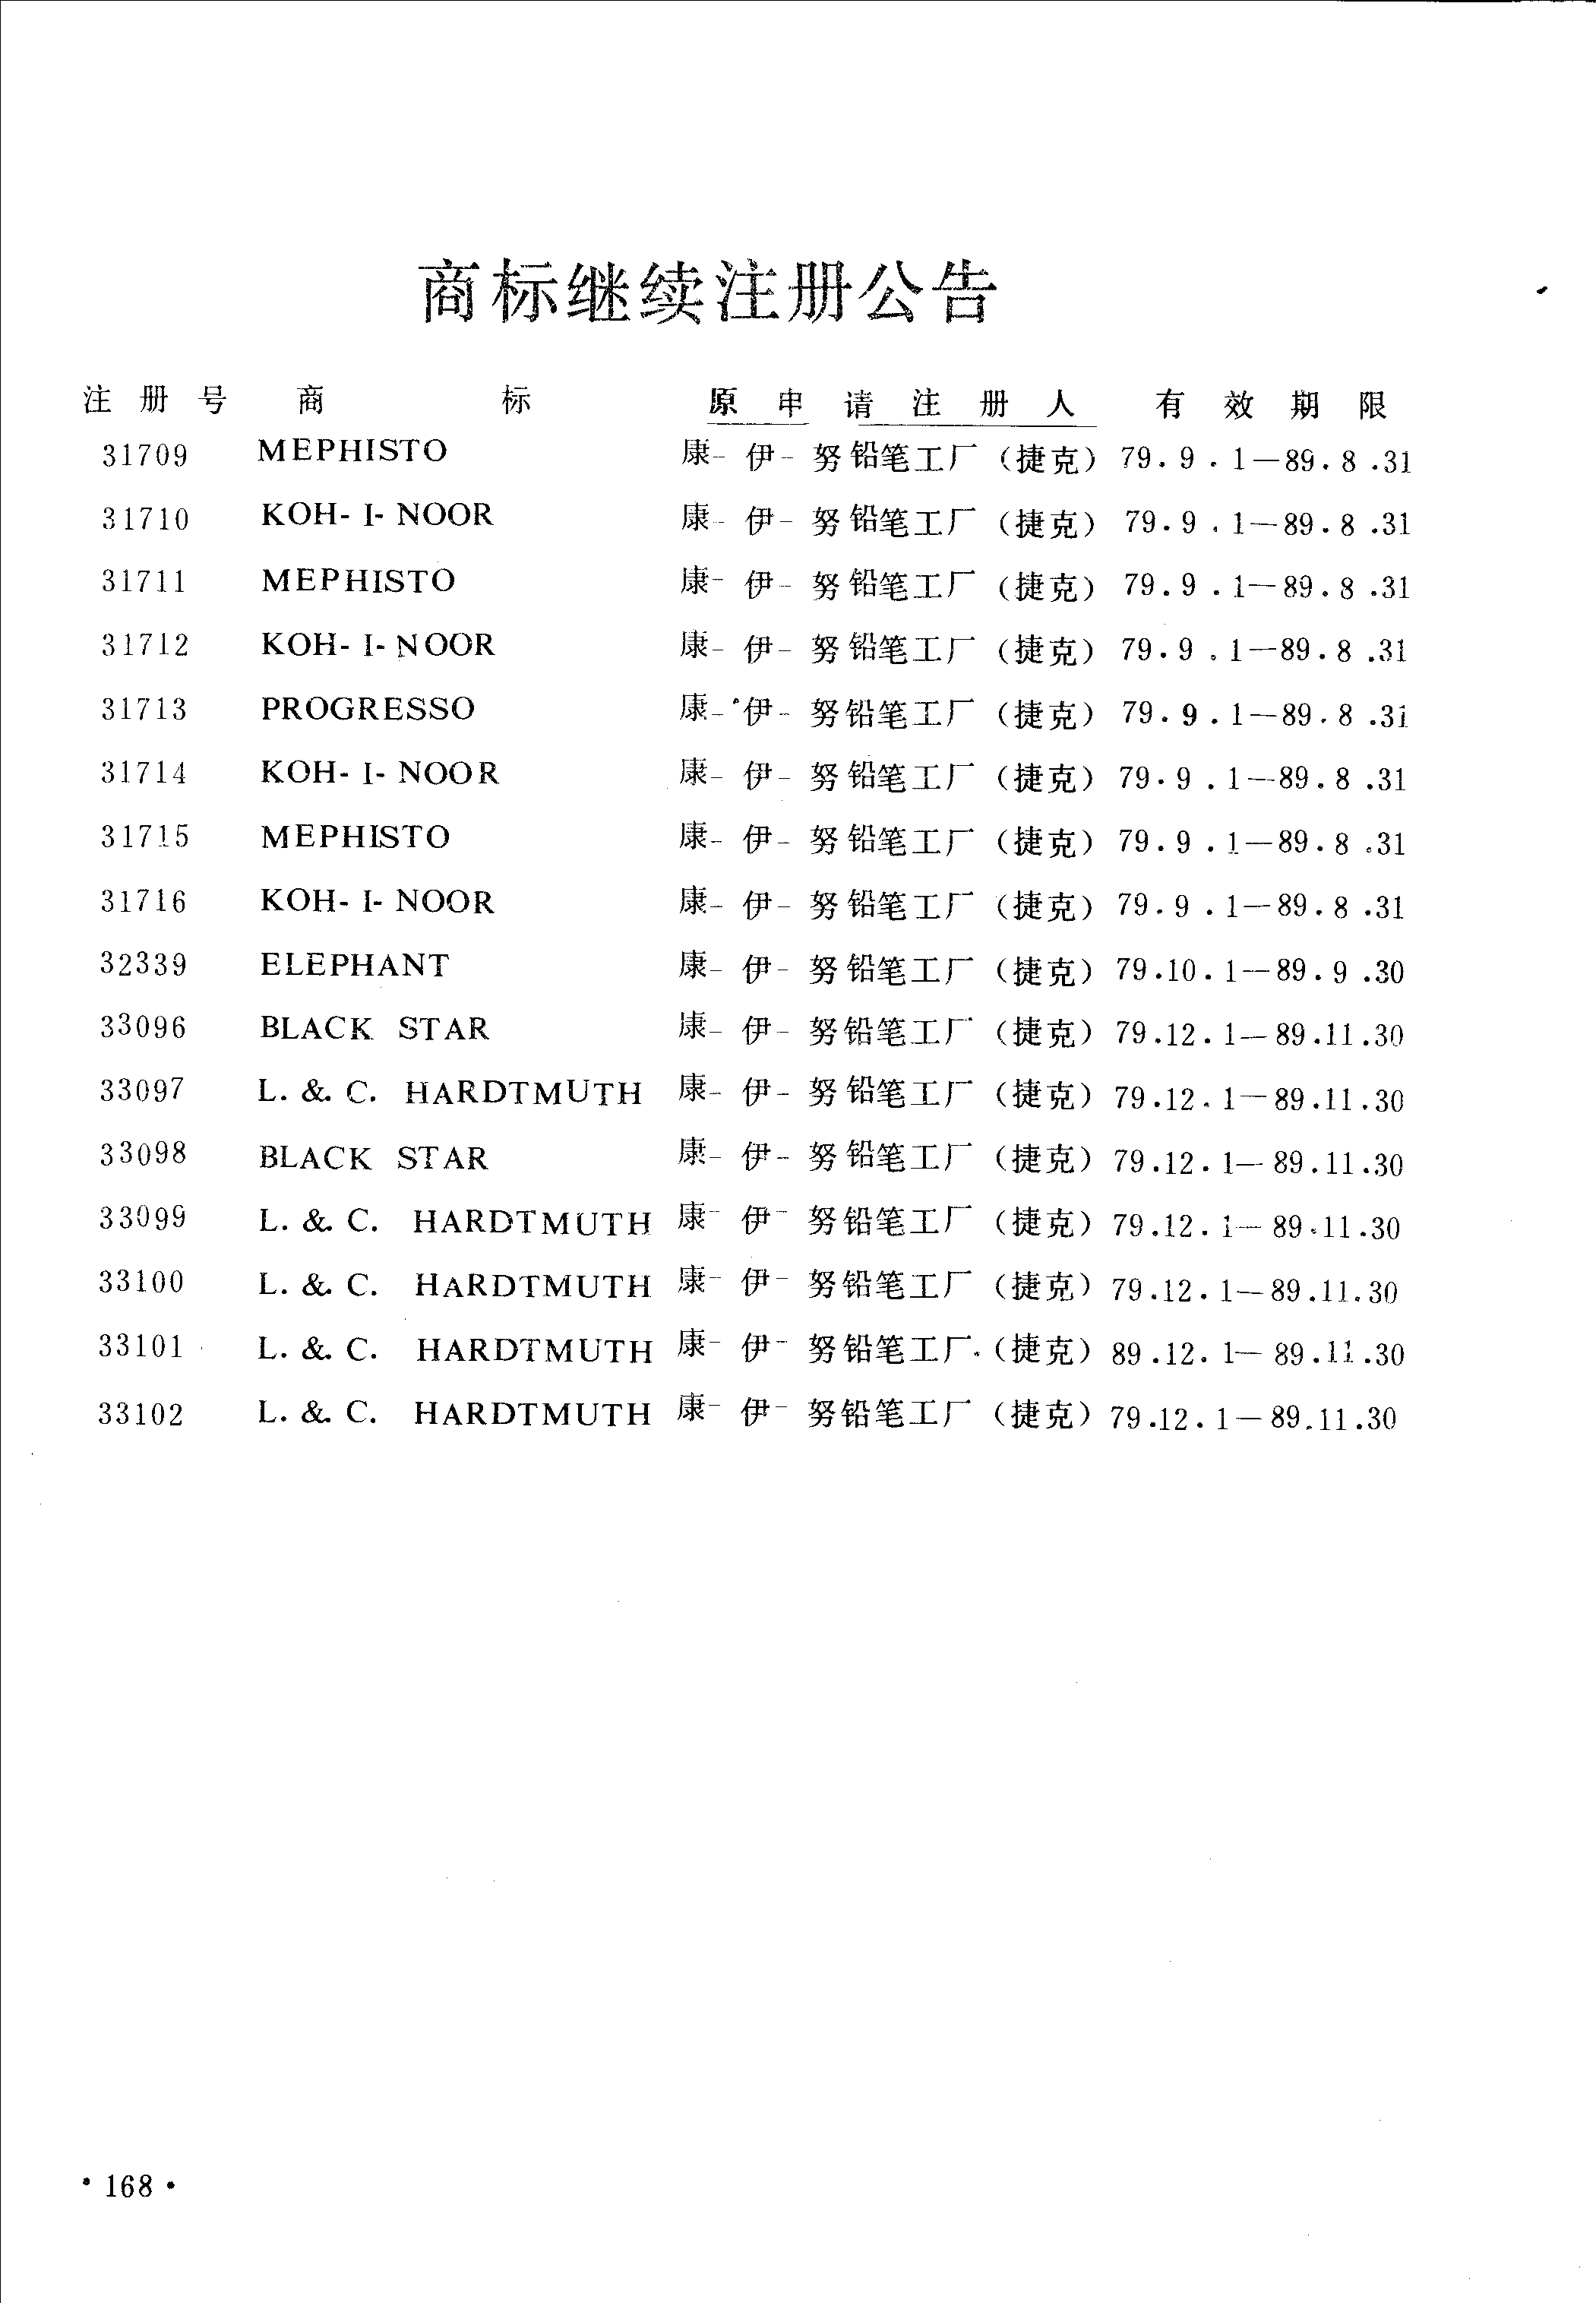 商标继续注册公告
注册号 商标 原申请注册人 有效期限
31709 MEPHISTO 康-伊-努铅笔工厂（捷克） 79.9.1—89.8.31
31710 KOH-I-NOOR 康-伊-努铅笔工厂（捷克） 79.9.1—89.8.31
31711 MEPHISTO 康-伊-努铅笔工厂（捷克） 79.9.1—89.8.31
31712 KOH-I-NOOR 康-伊-努铅笔工厂（捷克） 79.9.1—89.8.31
31713 PROGRESSO 康-伊-努铅笔工厂（捷克） 79.9.1—89.8.31
31714 KOH-I-NOOR 康-伊-努铅笔工厂（捷克） 79.9.1—89.8.31
31715 MEPHISTO 康-伊-努铅笔工厂（捷克） 79.9.1—89.8.31
31716 KOH-I-NOOR 康-伊-努铅笔工厂（捷克） 79.9.1—89.8.31
32339 ELEPHANT 康-伊-努铅笔工厂（捷克） 79.10.1—89.9.30
33096 BLACK STAR 康-伊-努铅笔工厂（捷克） 79.12.1—89.11.30
33097 L. & C. HARDTMUTH 康-伊-努铅笔工厂（捷克） 79.12.1—89.11.30
33098 BLACK STAR 康-伊-努铅笔工厂（捷克） 79.12.1—89.11.30
33099 L. & C. HARDTMUTH 康-伊-努铅笔工厂（捷克） 79.12.1—89.11.30
33100 L. & C. HARDTMUTH 康-伊-努铅笔工厂（捷克） 79.12.1—89.11.30
33101 L. & C. HARDTMUTH 康-伊-努铅笔工厂（捷克） 89.12.1—89.11.30
33102 L. & C. HARDTMUTH 康-伊-努铅笔工厂（捷克） 79.12.1—89.11.30
·168·